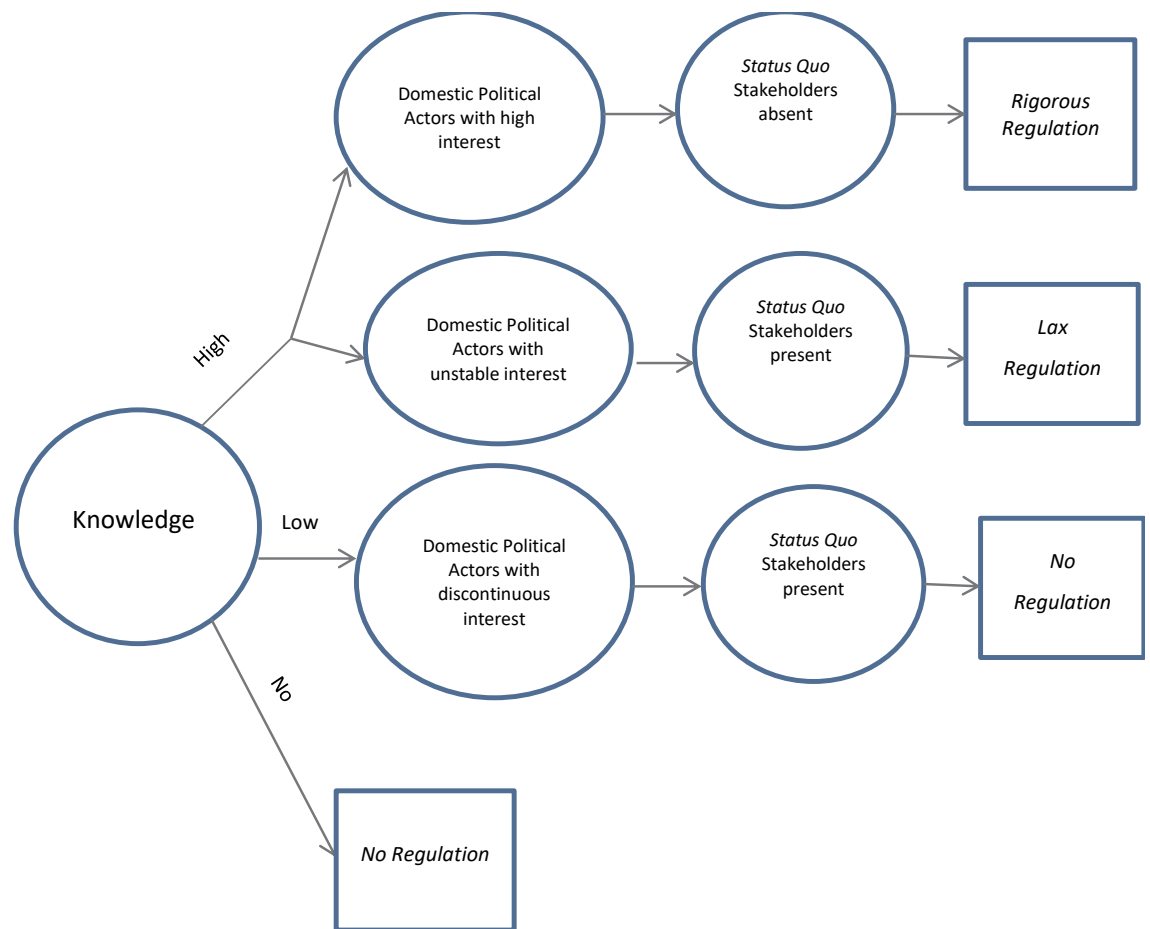 Domestic Political
Actors with high
interest
Status Quo
Stakeholders
absent
Rigorous
Regulation
High
Domestic Political
Actors with
unstable interest
Status Quo
Stakeholders
present
Lax
Regulation
Knowledge
Low
Domestic Political
Actors with
discontinuous
interest
Status Quo
Stakeholders
present
No
Regulation
No
No Regulation